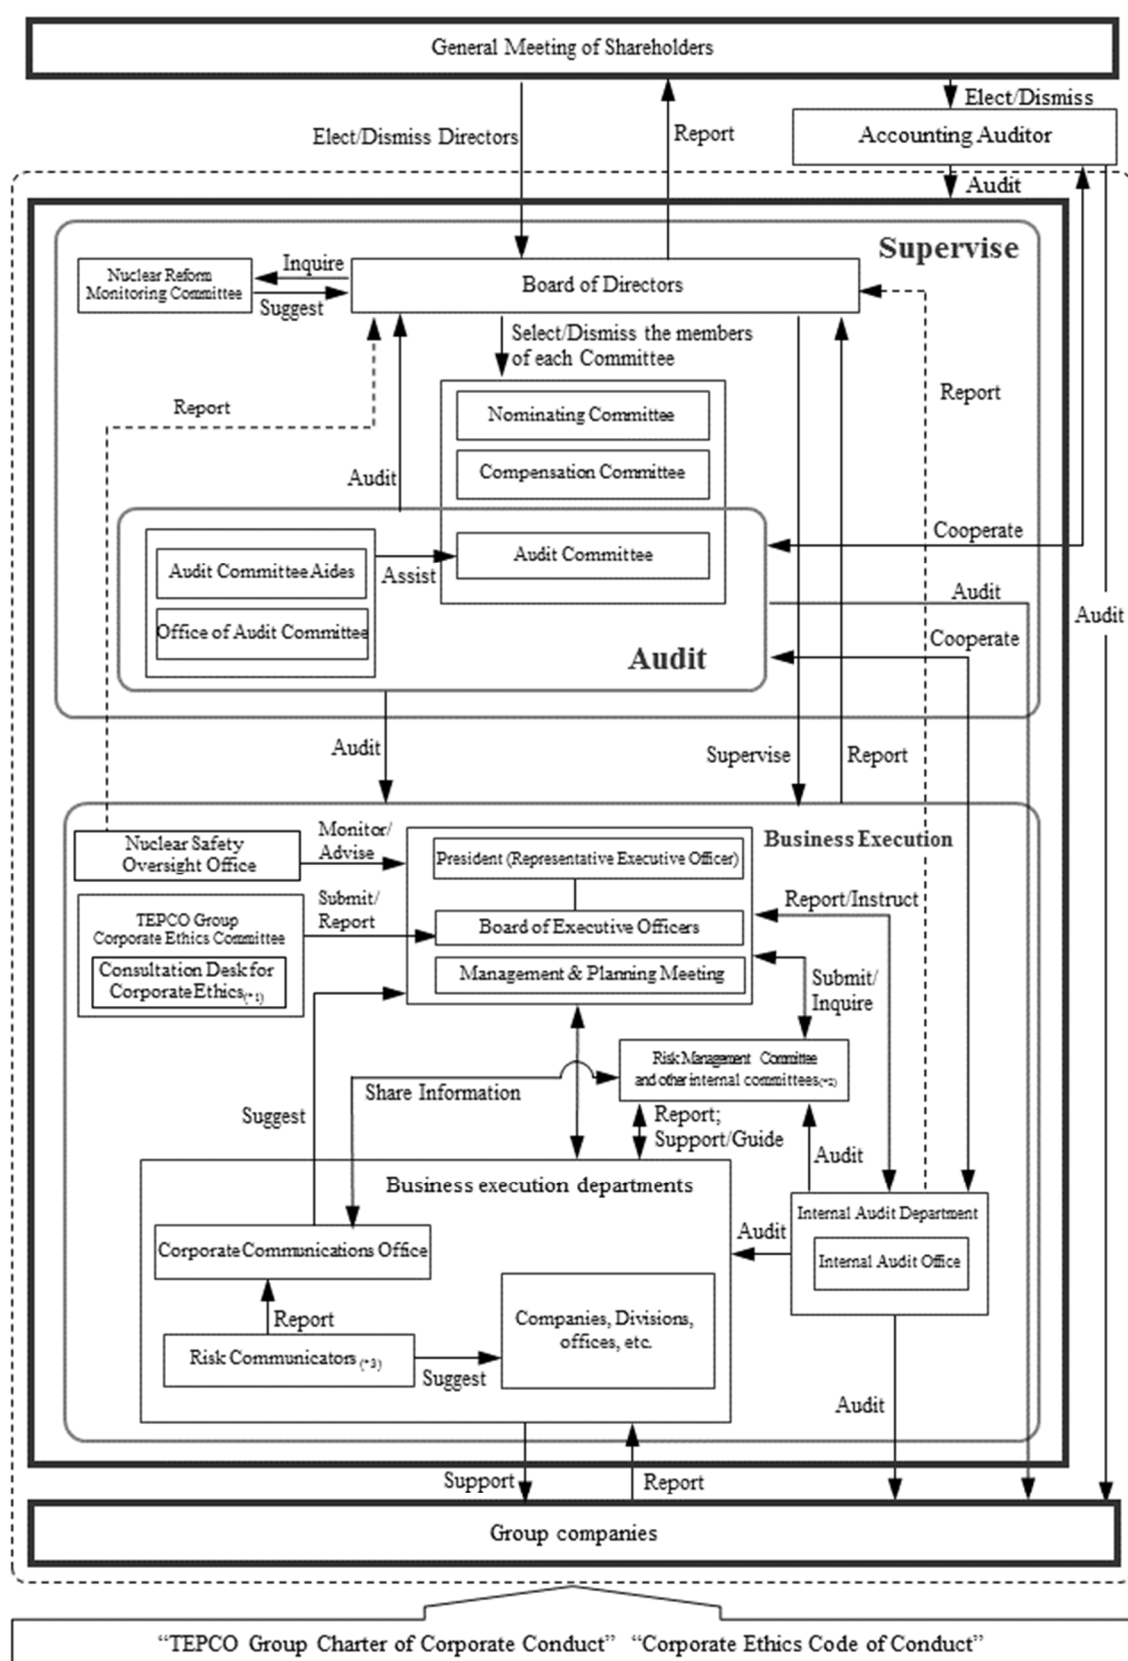 General Meeting of Shareholders
Elect/Dismiss
Elect/Dismiss Directors
Report
Accounting Auditor
Audit
Supervise
Nuclear Reform
Monitoring Committee
Inquire
Suggest
Board of Directors
Select/Dismiss the members
of each Committee
Report
Report
Nominating Committee
Compensation Committee
Audit
Cooperate
Audit Committee
Audit Committee Aides
Assist
Office of Audit Committee
Audit
Audit
Audit
Cooperate
Audit
Supervise
Report
Business Execution
Nuclear Safety
Oversight Office
Monitor/
Advise
President (Representative Executive Officer)
Submit/
Report
TEPCO Group
Corporate Ethics Committee
Board of Executive Officers
Report/Instruct
Consultation Desk for
Corporate Ethics(*1)
Management & Planning Meeting
Submit/
Inquire
Risk Management Committee
and other internal committees(*2)
Share Information
Suggest
Report;
Support/Guide
Audit
Business execution departments
Internal Audit Department
Audit
Corporate Communications Office
Internal Audit Office
Report
Companies, Divisions,
offices, etc.
Risk Communicators (*3)
Suggest
Audit
Support
Report
Group companies
“TEPCO Group Charter of Corporate Conduct” “Corporate Ethics Code of Conduct”